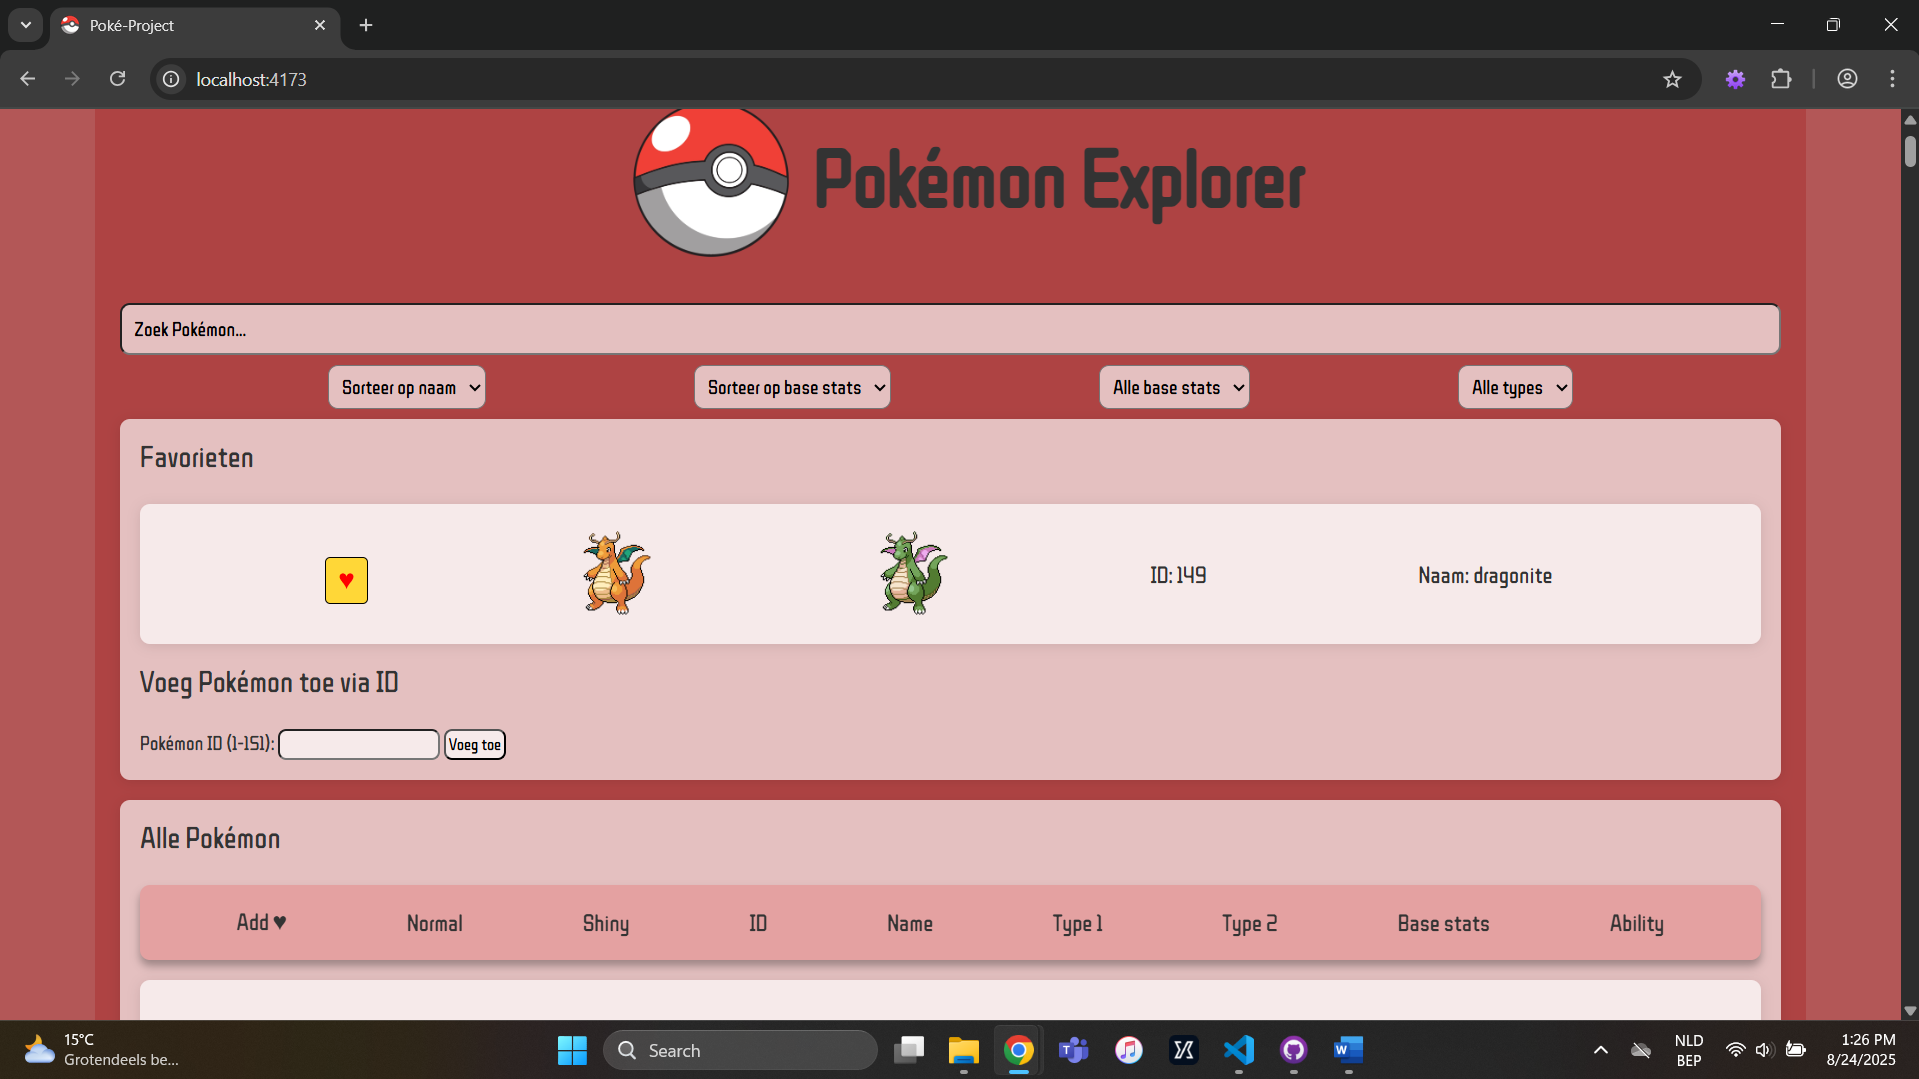 Poké-Project
localhost:4173
Pokémon Explorer
Zoek Pokémon...
Sorteer op naam
Sorteer op base stats
Alle base stats
Alle types
Favorieten
♥
ID: 149
Naam: dragonite
Voeg Pokémon toe via ID
Pokémon ID (1-151):
Voeg toe
Alle Pokémon
Add ♥
Normal
Shiny
ID
Name
Type 1
Type 2
Base stats
Ability
15°C
Grotendeels be...
Search
NLD
BEP
1:26 PM
8/24/2025